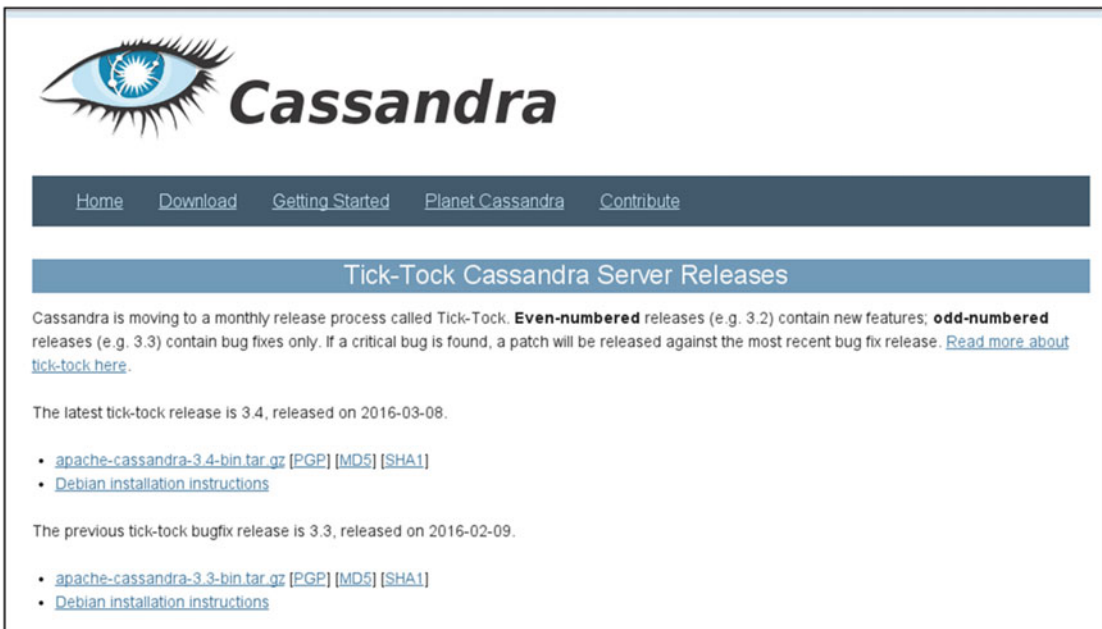 Cassandra
Home Download Getting Started Planet Cassandra Contribute
Tick-Tock Cassandra Server Releases
Cassandra is moving to a monthly release process called Tick-Tock. Even-numbered releases (e.g. 3.2) contain new features; odd-numbered
releases (e.g. 3.3) contain bug fixes only. If a critical bug is found, a patch will be released against the most recent bug fix release. Read more about
tick-tock here.
The latest tick-tock release is 3.4, released on 2016-03-08.
• apache-cassandra-3.4-bin.tar.gz [PGP] [MD5] [SHA1]
• Debian installation instructions
The previous tick-tock bugfix release is 3.3, released on 2016-02-09.
• apache-cassandra-3.3-bin.tar.gz [PGP] [MD5] [SHA1]
• Debian installation instructions